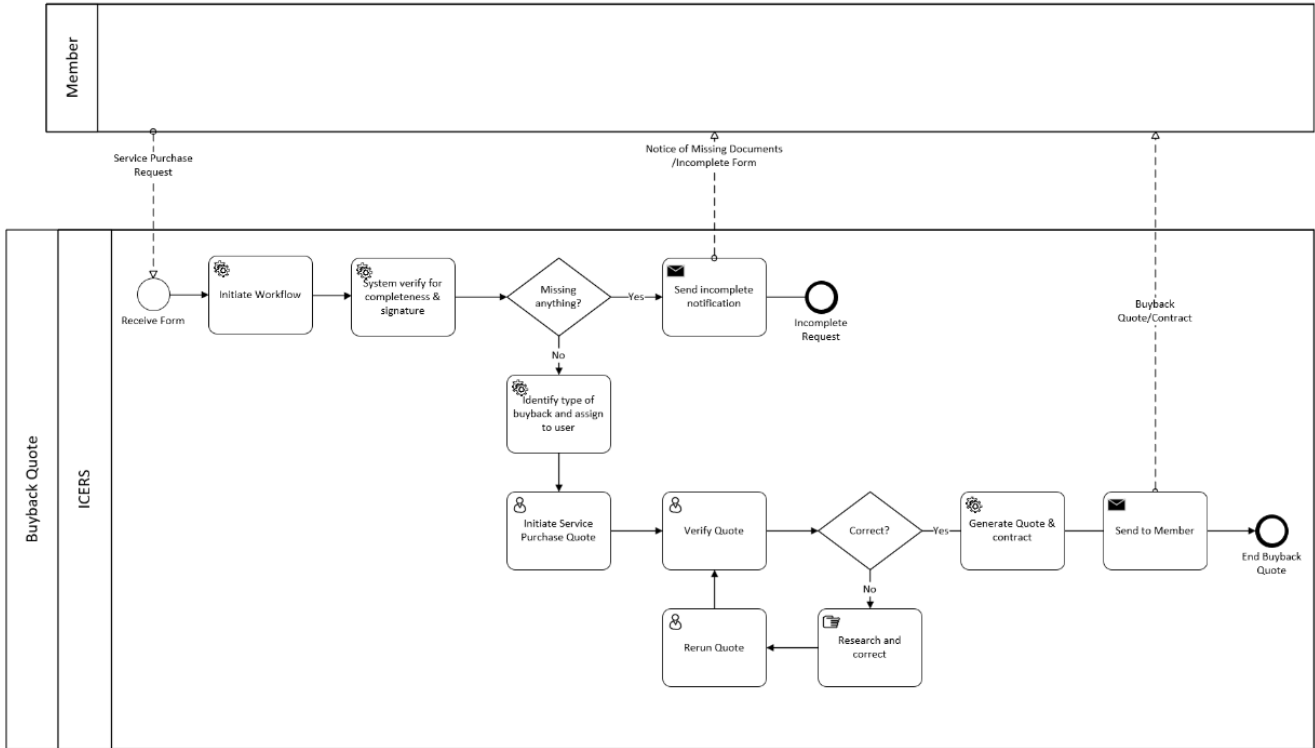 Member
Service Purchase
Request
Notice of Missing Documents
/Incomplete Form
Buyback
Quote/Contract
Buyback Quote
ICERS
Receive Form
Initiate Workflow
System verify for
completeness &
signature
Missing
anything?
Yes
Send incomplete
notification
Incomplete
Request
No
Identify type of
buyback and assign
to user
Initiate Service
Purchase Quote
Verify Quote
Correct?
Yes
Generate Quote &
contract
Send to Member
End Buyback
Quote
No
Rerun Quote
Research and
correct